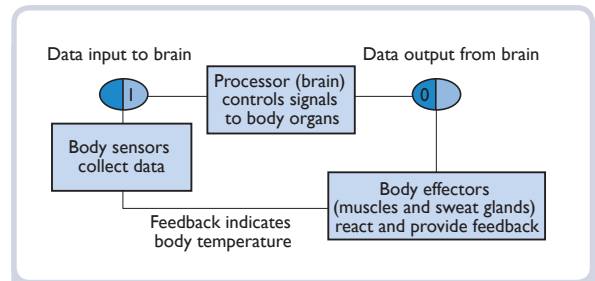 Data input to brain
Data output from brain
1
Processor (brain)
controls signals
to body organs
0
Body sensors
collect data
Body effectors
(muscles and sweat glands)
react and provide feedback
Feedback indicates
body temperature